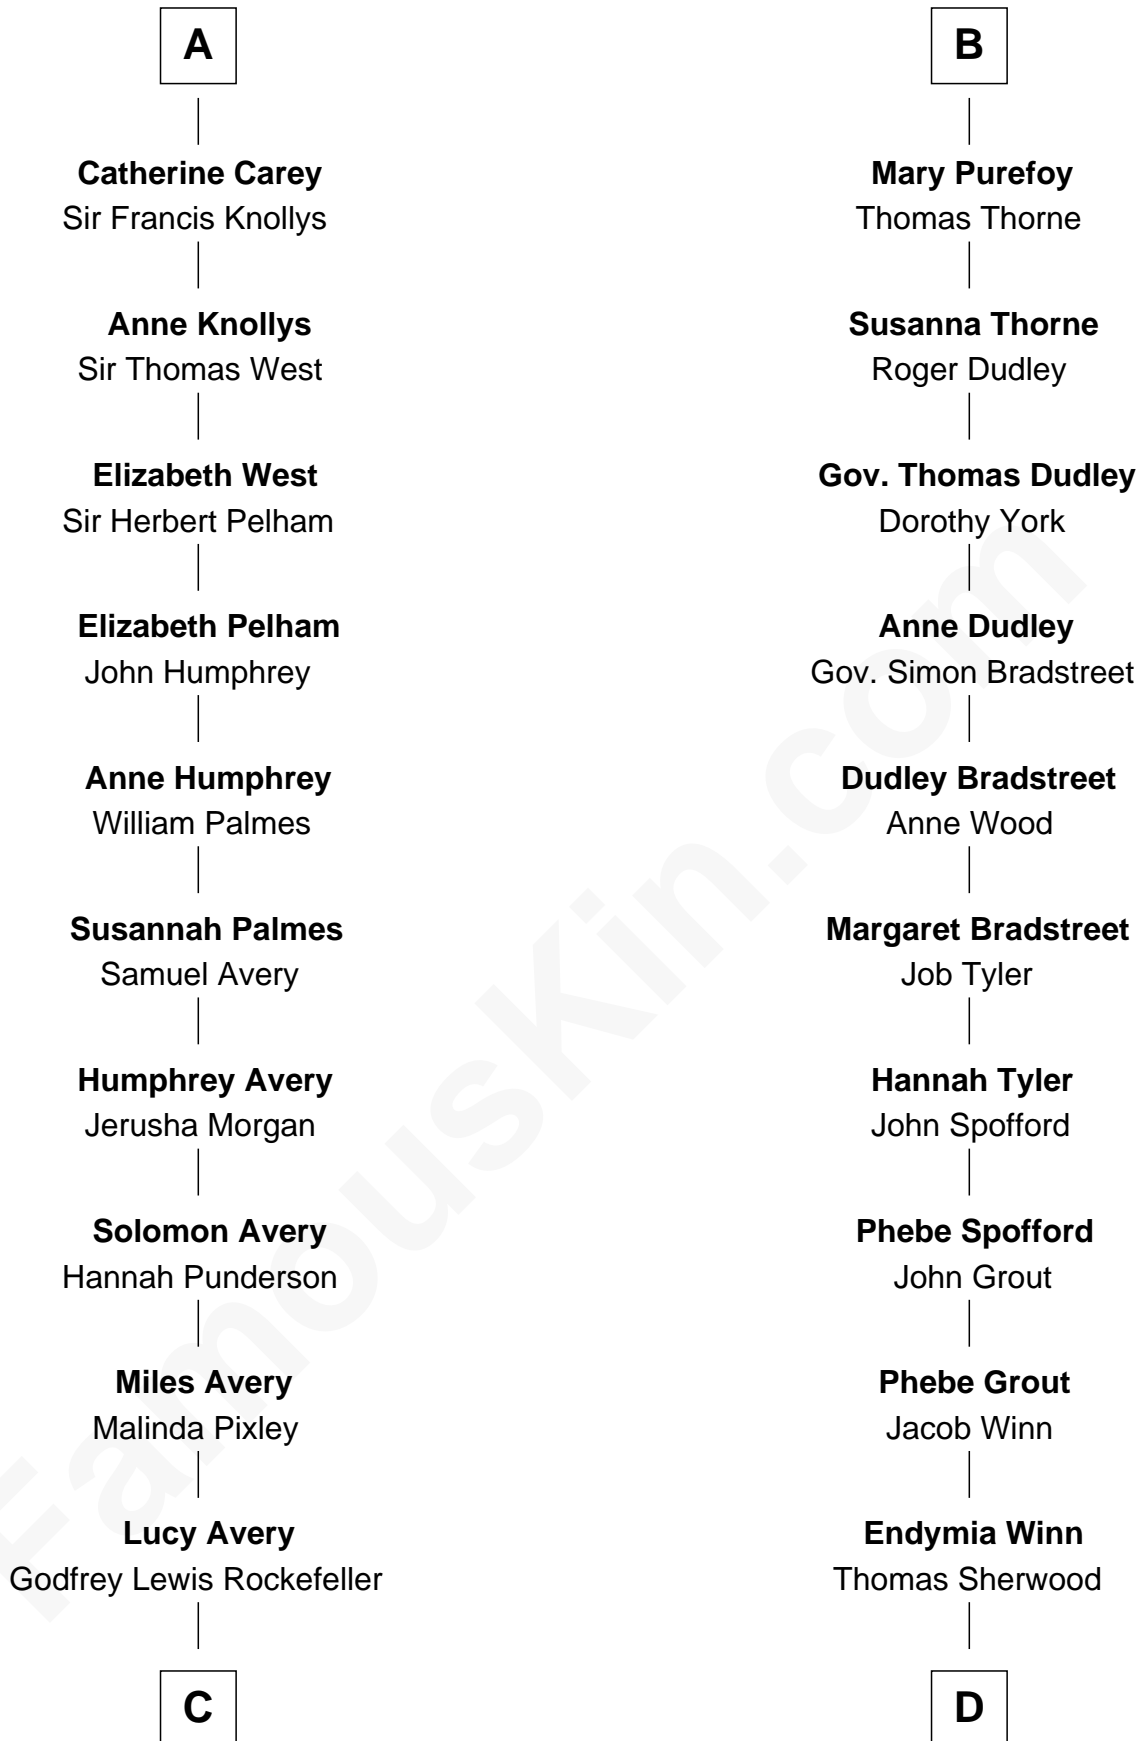 A
Catherine Carey
Sir Francis Knollys
Anne Knollys
Sir Thomas West
Elizabeth West
Sir Herbert Pelham
Elizabeth Pelham
John Humphrey
Anne Humphrey
William Palmes
Susannah Palmes
Samuel Avery
Humphrey Avery
Jerusha Morgan
Solomon Avery
Hannah Punderson
Miles Avery
Malinda Pixley
Lucy Avery
Godfrey Lewis Rockefeller
C
B
Mary Purefoy
Thomas Thorne
Susanna Thorne
Roger Dudley
Gov. Thomas Dudley
Dorothy York
Anne Dudley
Gov. Simon Bradstreet
Dudley Bradstreet
Anne Wood
Margaret Bradstreet
Job Tyler
Hannah Tyler
John Spofford
Phebe Spofford
John Grout
Phebe Grout
Jacob Winn
Endymia Winn
Thomas Sherwood
D
FamousKin.com